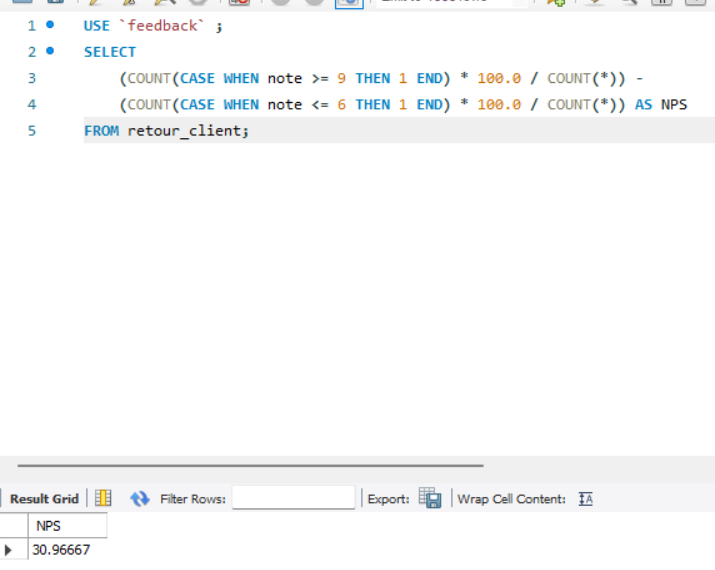 1 USE `feedback` ;
2 SELECT
3 (COUNT(CASE WHEN note >= 9 THEN 1 END) * 100.0 / COUNT(*)) -
4 (COUNT(CASE WHEN note <= 6 THEN 1 END) * 100.0 / COUNT(*)) AS NPS
5 FROM retour_client;
Result Grid Filter Rows: Export: Wrap Cell Content:
NPS
30.96667